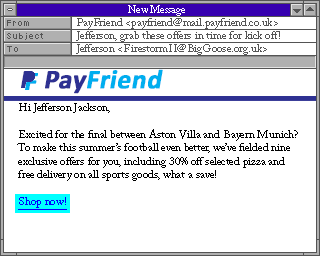 New Message
From PayFriend <payfriend@mail.payfriend.co.uk>
Subject Jefferson, grab these offers in time for kick off!
To Jefferson <FirestormII@BigGoose.org.uk>
PayFriend
Hi Jefferson Jackson,
Excited for the final between Aston Villa and Bayern Munich?
To make this summer's football even better, we've fielded nine
exclusive offers for you, including 30% off selected pizza and
free delivery on all sports goods, what a save!
Shop now!